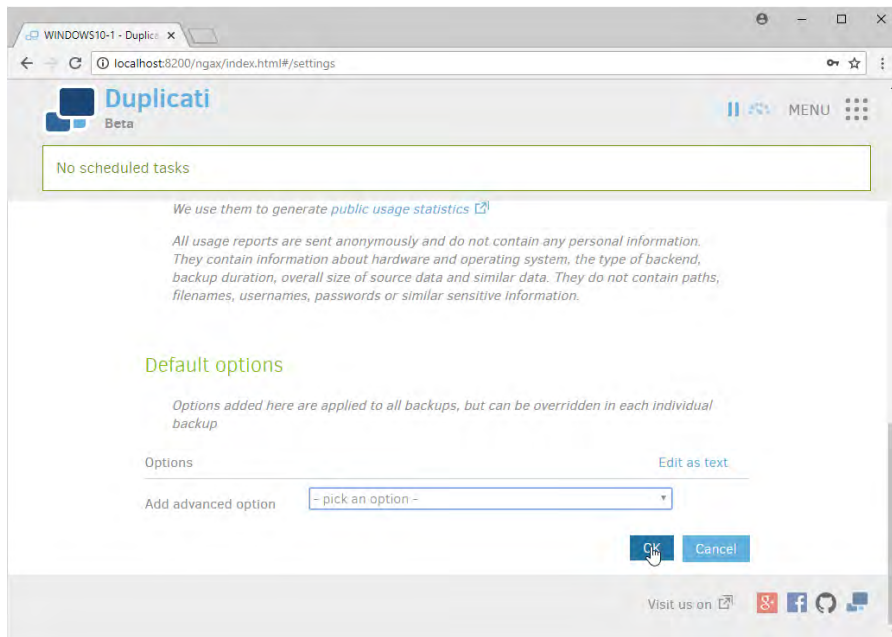 WINDOWS10-1 - Duplica
localhost:8200/ngax/index.html#/settings
Duplicati
Beta
MENU
No scheduled tasks
We use them to generate public usage statistics
All usage reports are sent anonymously and do not contain any personal information.
They contain information about hardware and operating system, the type of backend,
backup duration, overall size of source data and similar data. They do not contain paths,
filenames, usernames, passwords or similar sensitive information.
Default options
Options added here are applied to all backups, but can be overridden in each individual
backup
Options Edit as text
Add advanced option - pick an option -
OK Cancel
Visit us on